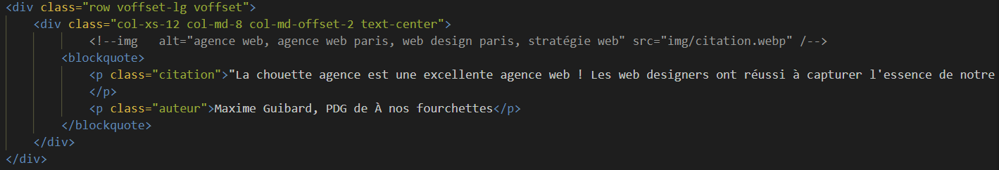 <div class="row voffset-lg voffset">
<div class="col-xs-12 col-md-8 col-md-offset-2 text-center">
<!--img   alt="agence web, agence web paris, web design paris, stratégie web" src="img/citation.webp" /-->
<blockquote>
<p class="citation">"La chouette agence est une excellente agence web ! Les web designers ont réussi à capturer l'essence de notre
</p>
<p class="auteur">Maxime Guibard, PDG de À nos fourchettes</p>
</blockquote>
</div>
</div>